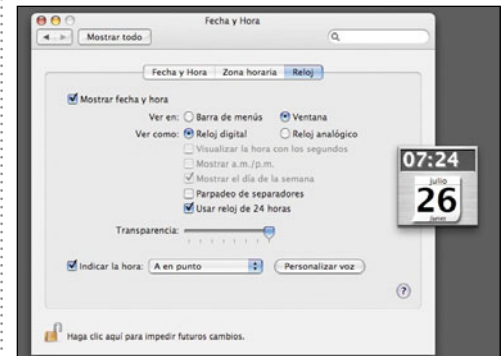 Fecha y Hora
Mostrar todo
Fecha y Hora Zona horaria Reloj
Mostrar fecha y hora
Ver en: Barra de menús Ventana
Ver como: Reloj digital Reloj analógico
Visualizar la hora con los segundos
Mostrar a.m./p.m.
Mostrar el día de la semana
Parpadeo de separadores
Usar reloj de 24 horas
Transparencia:
Indicar la hora: A en punto Personalizar voz
?
Haga clic aquí para impedir futuros cambios.
07:24
julio
26
lunes